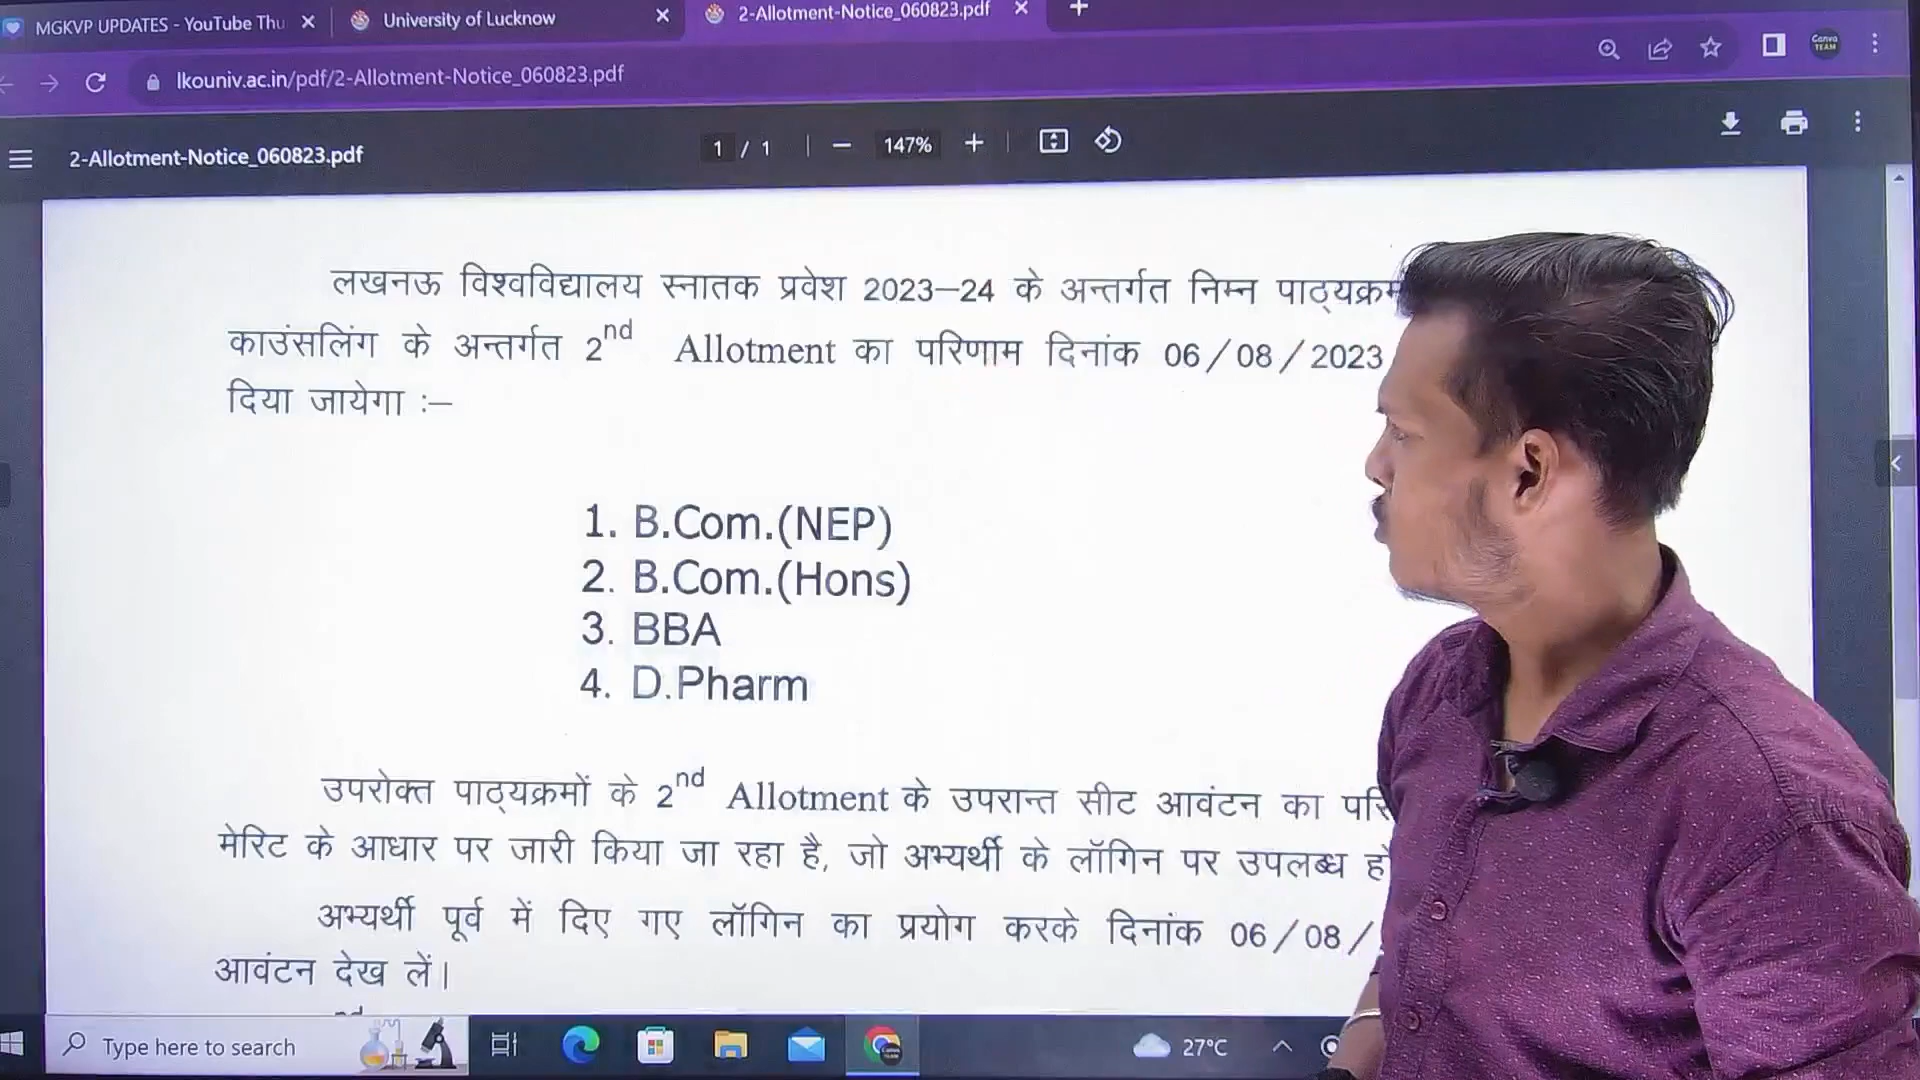 MGKVP UPDATES - YouTube Thu
University of Lucknow
2-Allotment-Notice_060823.pdf
lkouniv.ac.in/pdf/2-Allotment-Notice_060823.pdf
Canva TEAM
2-Allotment-Notice_060823.pdf
1 / 1
147%
लखनऊ विश्वविद्यालय स्नातक प्रवेश 2023–24 के अन्तर्गत निम्न
काउंसलिंग के अन्तर्गत 2nd Allotment का परिणाम दिनांक 06/08/2023
दिया जायेगा :–
1. B.Com.(NEP)
2. B.Com.(Hons)
3. BBA
4. D.Pharm
उपरोक्त पाठ्यक्रमों के 2nd Allotment के उपरान्त सीट आवंटन का
मेरिट के आधार पर जारी किया जा रहा है, जो अभ्यर्थी के लॉगिन पर उपलब्ध
अभ्यर्थी पूर्व में दिए गए लॉगिन का प्रयोग करके दिनांक 06/08/
आवंटन देख लें।
nd
Type here to search
27°C